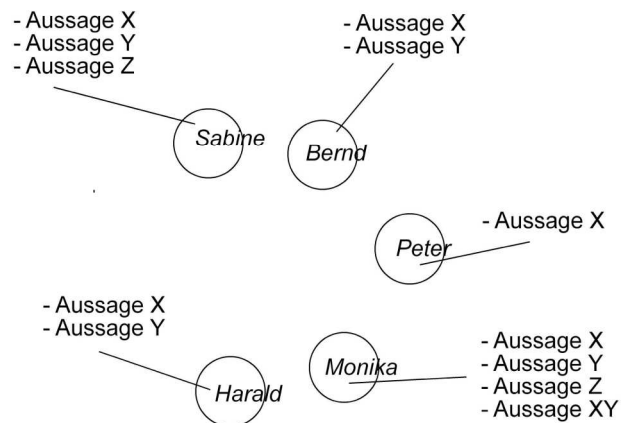 - Aussage X
- Aussage Y
- Aussage Z
Sabine
- Aussage X
- Aussage Y
Bernd
- Aussage X
Peter
- Aussage X
- Aussage Y
Harald
- Aussage X
- Aussage Y
- Aussage Z
- Aussage XY
Monika